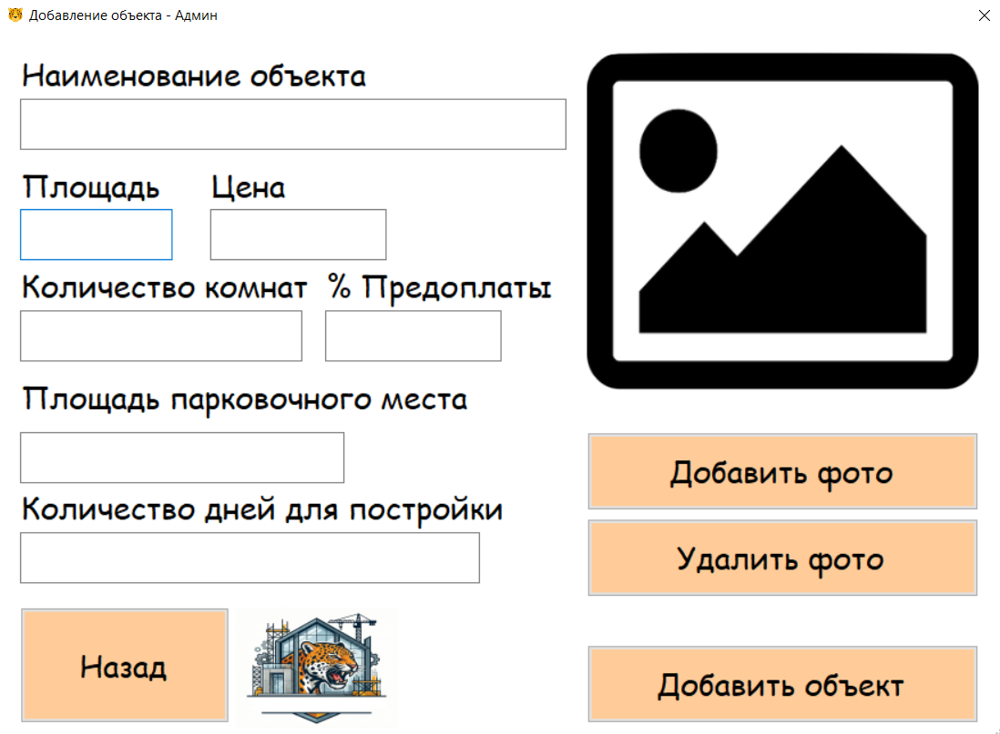 Добавление объекта - Админ
Наименование объекта
Площадь Цена
Количество комнат % Предоплаты
Площадь парковочного места
Количество дней для постройки
Добавить фото
Удалить фото
Назад
Добавить объект